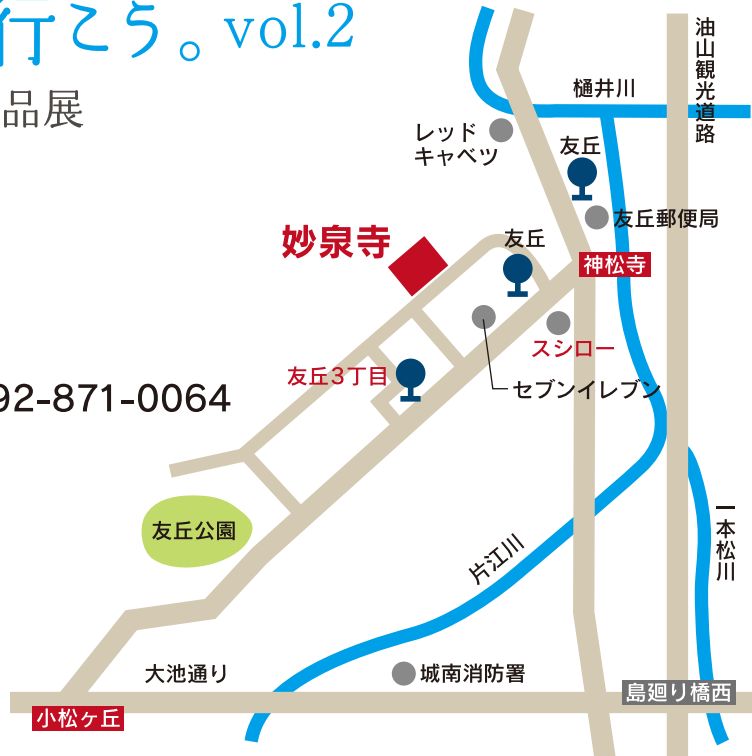 行こう。vol.2
品展
油山観光道路
樋井川
レッド
キャベツ
友丘
友丘郵便局
妙泉寺
友丘
神松寺
スシロー
友丘3丁目
セブンイレブン
92-871-0064
友丘公園
一本松川
片江川
大池通り
城南消防署
島廻り橋西
小松ヶ丘